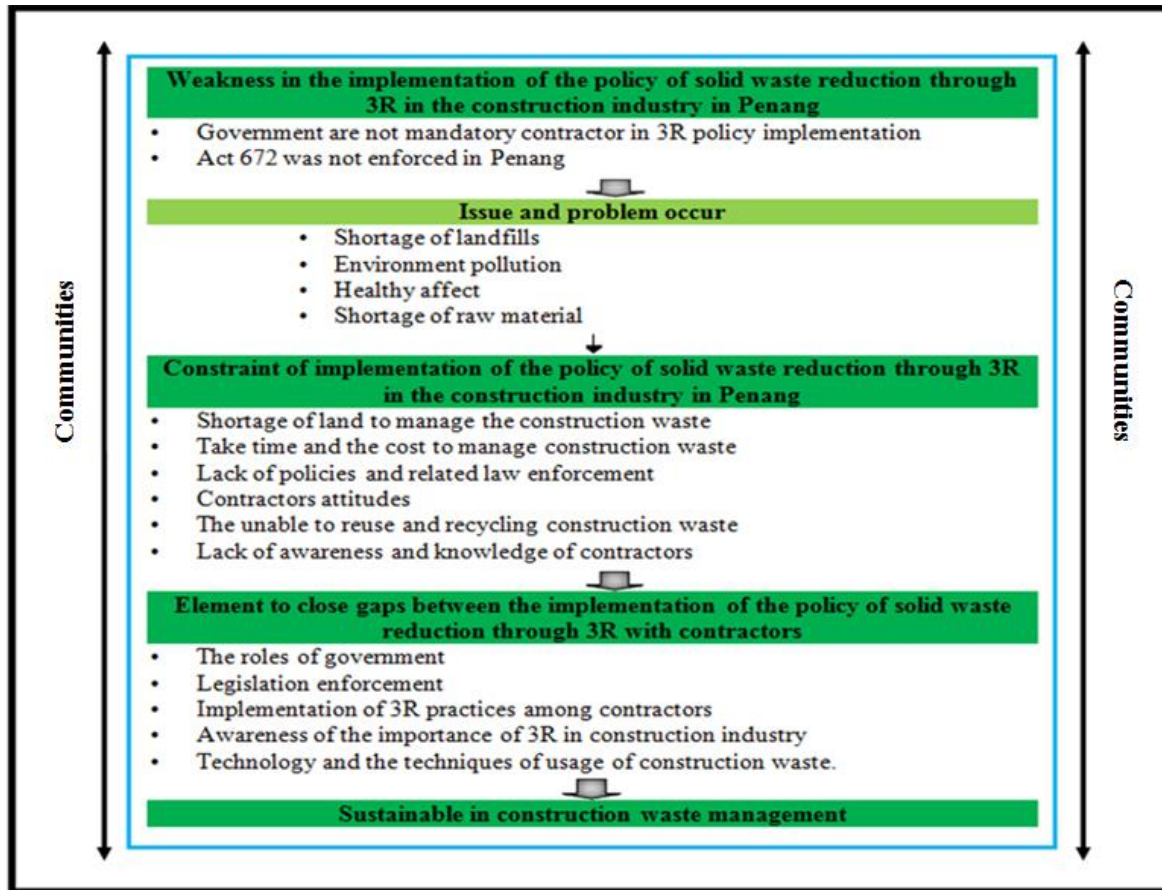 Weakness in the implementation of the policy of solid waste reduction through
3R in the construction industry in Penang
• Government are not mandatory contractor in 3R policy implementation
• Act 672 was not enforced in Penang
Issue and problem occur
• Shortage of landfills
• Environment pollution
• Healthy affect
• Shortage of raw material
Constraint of implementation of the policy of solid waste reduction through 3R
in the construction industry in Penang
• Shortage of land to manage the construction waste
• Take time and the cost to manage construction waste
• Lack of policies and related law enforcement
• Contractors attitudes
• The unable to reuse and recycling construction waste
• Lack of awareness and knowledge of contractors
Element to close gaps between the implementation of the policy of solid waste
reduction through 3R with contractors
• The roles of government
• Legislation enforcement
• Implementation of 3R practices among contractors
• Awareness of the importance of 3R in construction industry
• Technology and the techniques of usage of construction waste.
Sustainable in construction waste management
Communities
Communities